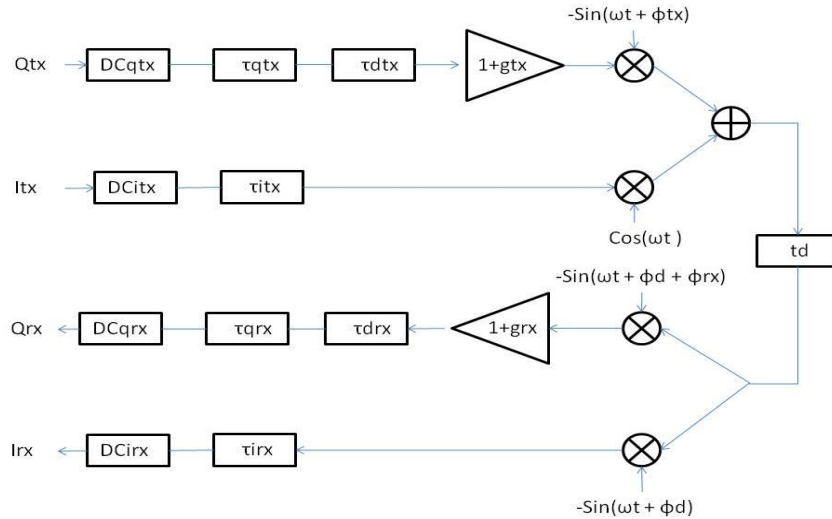 -Sin(ωt + ϕtx)
Qtx DCqtx τqtx τdtx 1+gtx
Itx DCitx τitx
Cos(ωt )
td
-Sin(ωt + ϕd + ϕrx)
Qrx DCqrx τqrx τdrx 1+grx
Irx DCirx τirx
-Sin(ωt + ϕd)